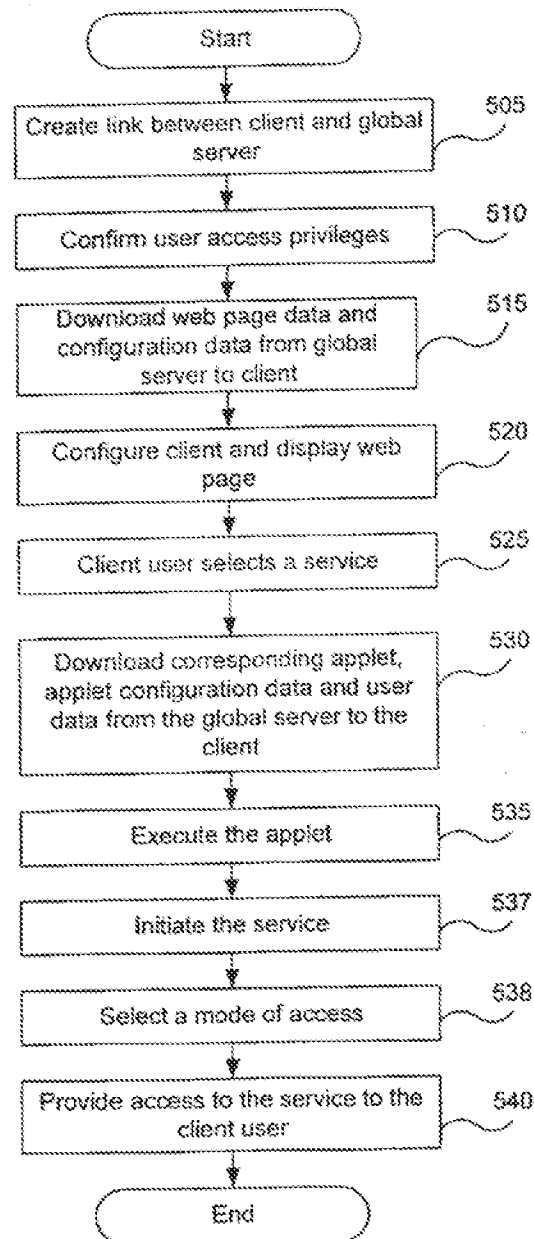 Start
Create link between client and global
server
505
Confirm user access privileges
510
Download web page data and
configuration data from global
server to client
515
Configure client and display web
page
520
Client user selects a service
525
Download corresponding applet,
applet configuration data and user
data from the global server to the
client
530
Execute the applet
535
Initiate the service
537
Select a mode of access
538
Provide access to the service to the
client user
540
End